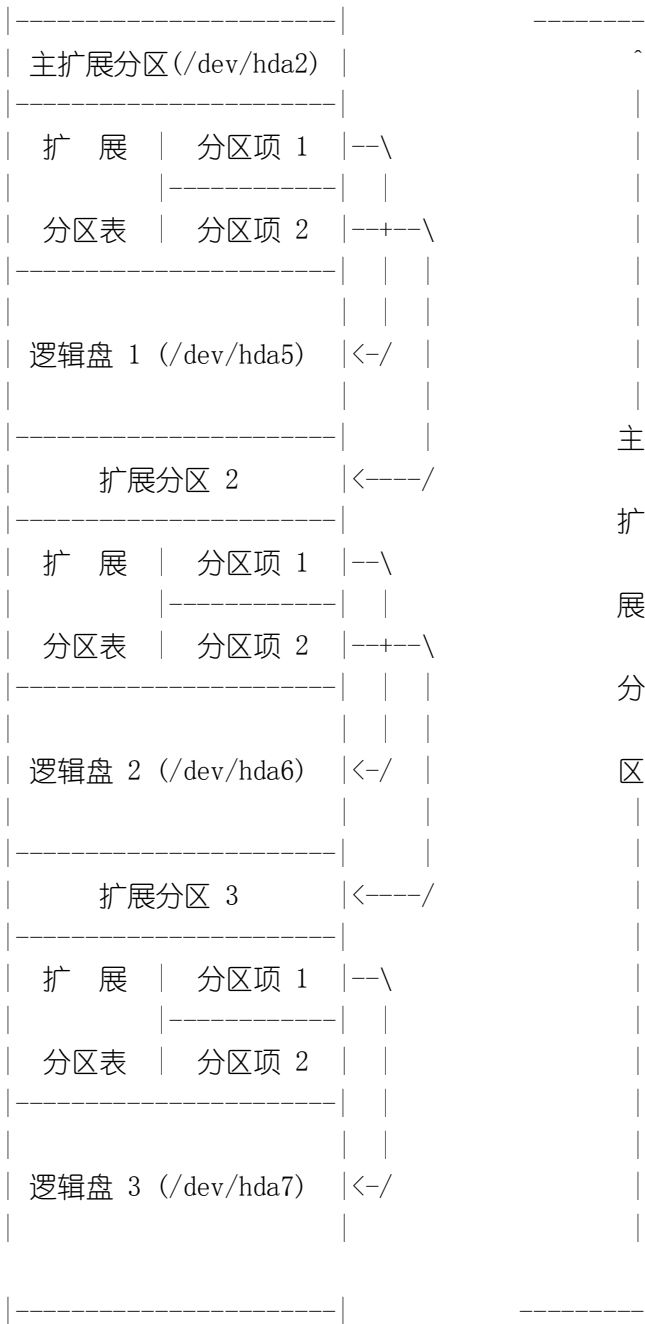 |-----------------------|              --------
| 主扩展分区(/dev/hda2) |                     ^
|-----------------------|                     |
|  扩  展  |  分区项 1  |--\                  |
|          |------------|  |                  |
|  分区表  |  分区项 2  |--+--\               |
|-----------------------|  |  |               |
|                       |  |  |               |
| 逻辑盘 1 (/dev/hda5)  |<-/  |               |
|                       |     |               |
|-----------------------|     |              主
|      扩展分区 2       |<----/
|-----------------------|                    扩
|  扩  展  |  分区项 1  |--\
|          |------------|  |                 展
|  分区表  |  分区项 2  |--+--\
|-----------------------|  |  |              分
|                       |  |  |
| 逻辑盘 2 (/dev/hda6)  |<-/  |              区
|                       |     |               |
|-----------------------|     |               |
|      扩展分区 3       |<----/               |
|-----------------------|                     |
|  扩  展  |  分区项 1  |--\                  |
|          |------------|  |                  |
|  分区表  |  分区项 2  |  |                  |
|-----------------------|  |                  |
|                       |  |                  |
| 逻辑盘 3 (/dev/hda7)  |<-/                  |
|                       |                     |
|-----------------------|             ---------